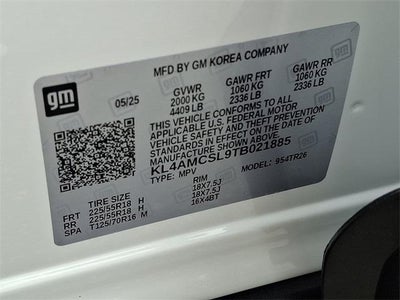 gm
MFD BY GM KOREA COMPANY
05/25 GVWR GAWR FRT GAWR RR
2000 KG 1060 KG 1060 KG
4409 LB 2336 LB 2336 LB
THIS VEHICLE CONFORMS TO ALL
APPLICABLE U.S. FEDERAL MOTOR
VEHICLE SAFETY, BUMPER, AND
THEFT PREVENTION STANDARDS IN EFFECT ON THE DATE OF
MANUFACTURE SHOWN ABOVE.
KL4AMCSL9TB021885
TYPE: MPV MODEL: 954TR26
TIRE SIZE RIM
FRT 225/55R18 H 18X7.5J
RR 225/55R18 H 18X7.5J
SPA T125/70R16 M 16X4BT